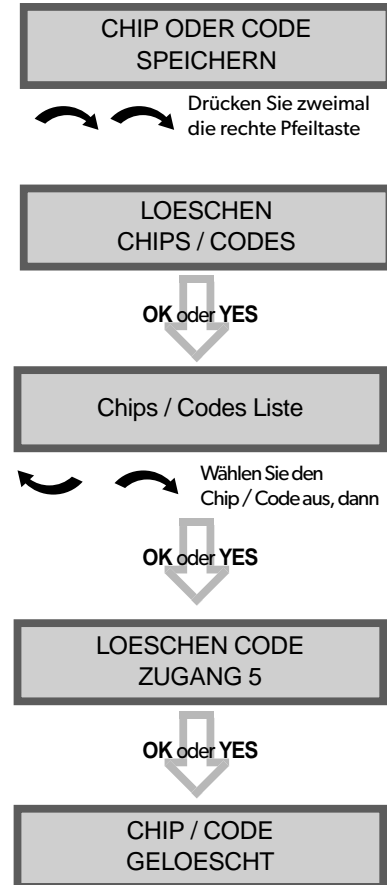 CHIP ODER CODE
SPEICHERN
Drücken Sie zweimal
die rechte Pfeiltaste
LOESCHEN
CHIPS / CODES
OK oder YES
Chips / Codes Liste
Wählen Sie den
Chip / Code aus, dann
OK oder YES
LOESCHEN CODE
ZUGANG 5
OK oder YES
CHIP / CODE
GELOESCHT